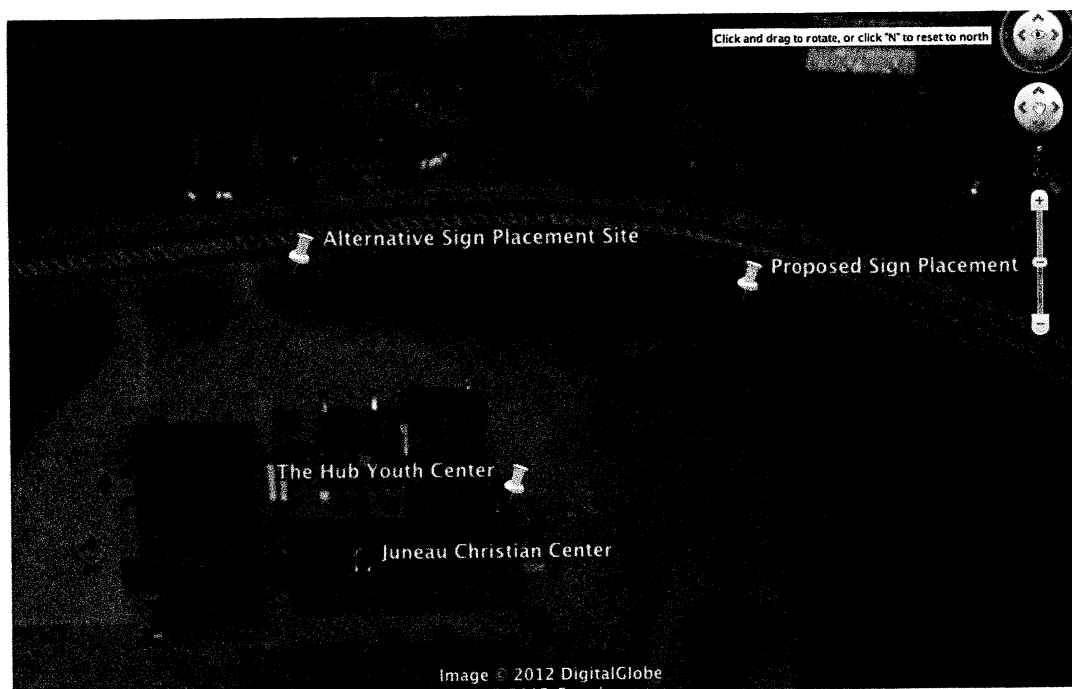 Click and drag to rotate, or click "N" to reset to north
Alternative Sign Placement Site
Proposed Sign Placement
The Hub Youth Center
Juneau Christian Center
Image © 2012 DigitalGlobe